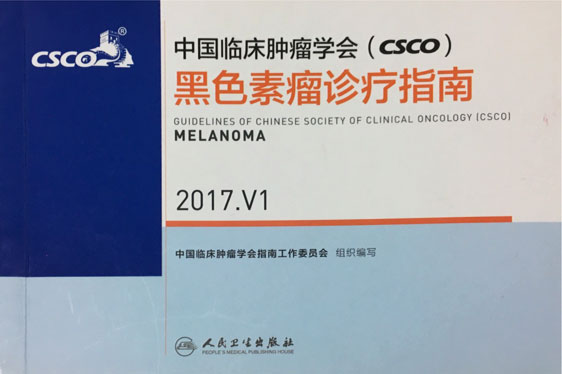 CSCO®
中国临床肿瘤学会（CSCO）
黑色素瘤诊疗指南
GUIDELINES OF CHINESE SOCIETY OF CLINICAL ONCOLOGY (CSCO)
MELANOMA
2017.V1
中国临床肿瘤学会指南工作委员会 组织编写
人民卫生出版社
PEOPLE'S MEDICAL PUBLISHING HOUSE